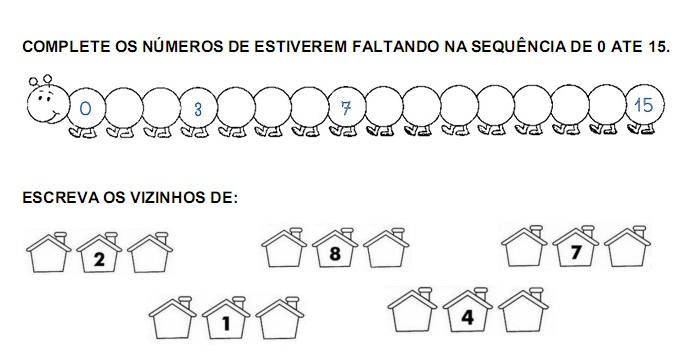 COMPLETE OS NÚMEROS DE ESTIVEREM FALTANDO NA SEQUÊNCIA DE 0 ATE 15.
0 3 7 15
ESCREVA OS VIZINHOS DE:
2 8 7
1 4